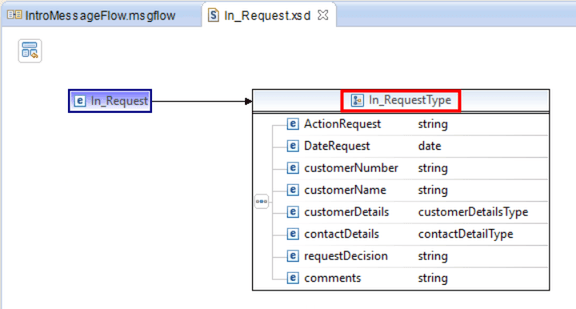 IntroMessageFlow.msgflow In_Request.xsd
In_Request In_RequestType
e ActionRequest string
e DateRequest date
e customerNumber string
e customerName string
e customerDetails customerDetailsType
e contactDetails contactDetailType
e requestDecision string
e comments string